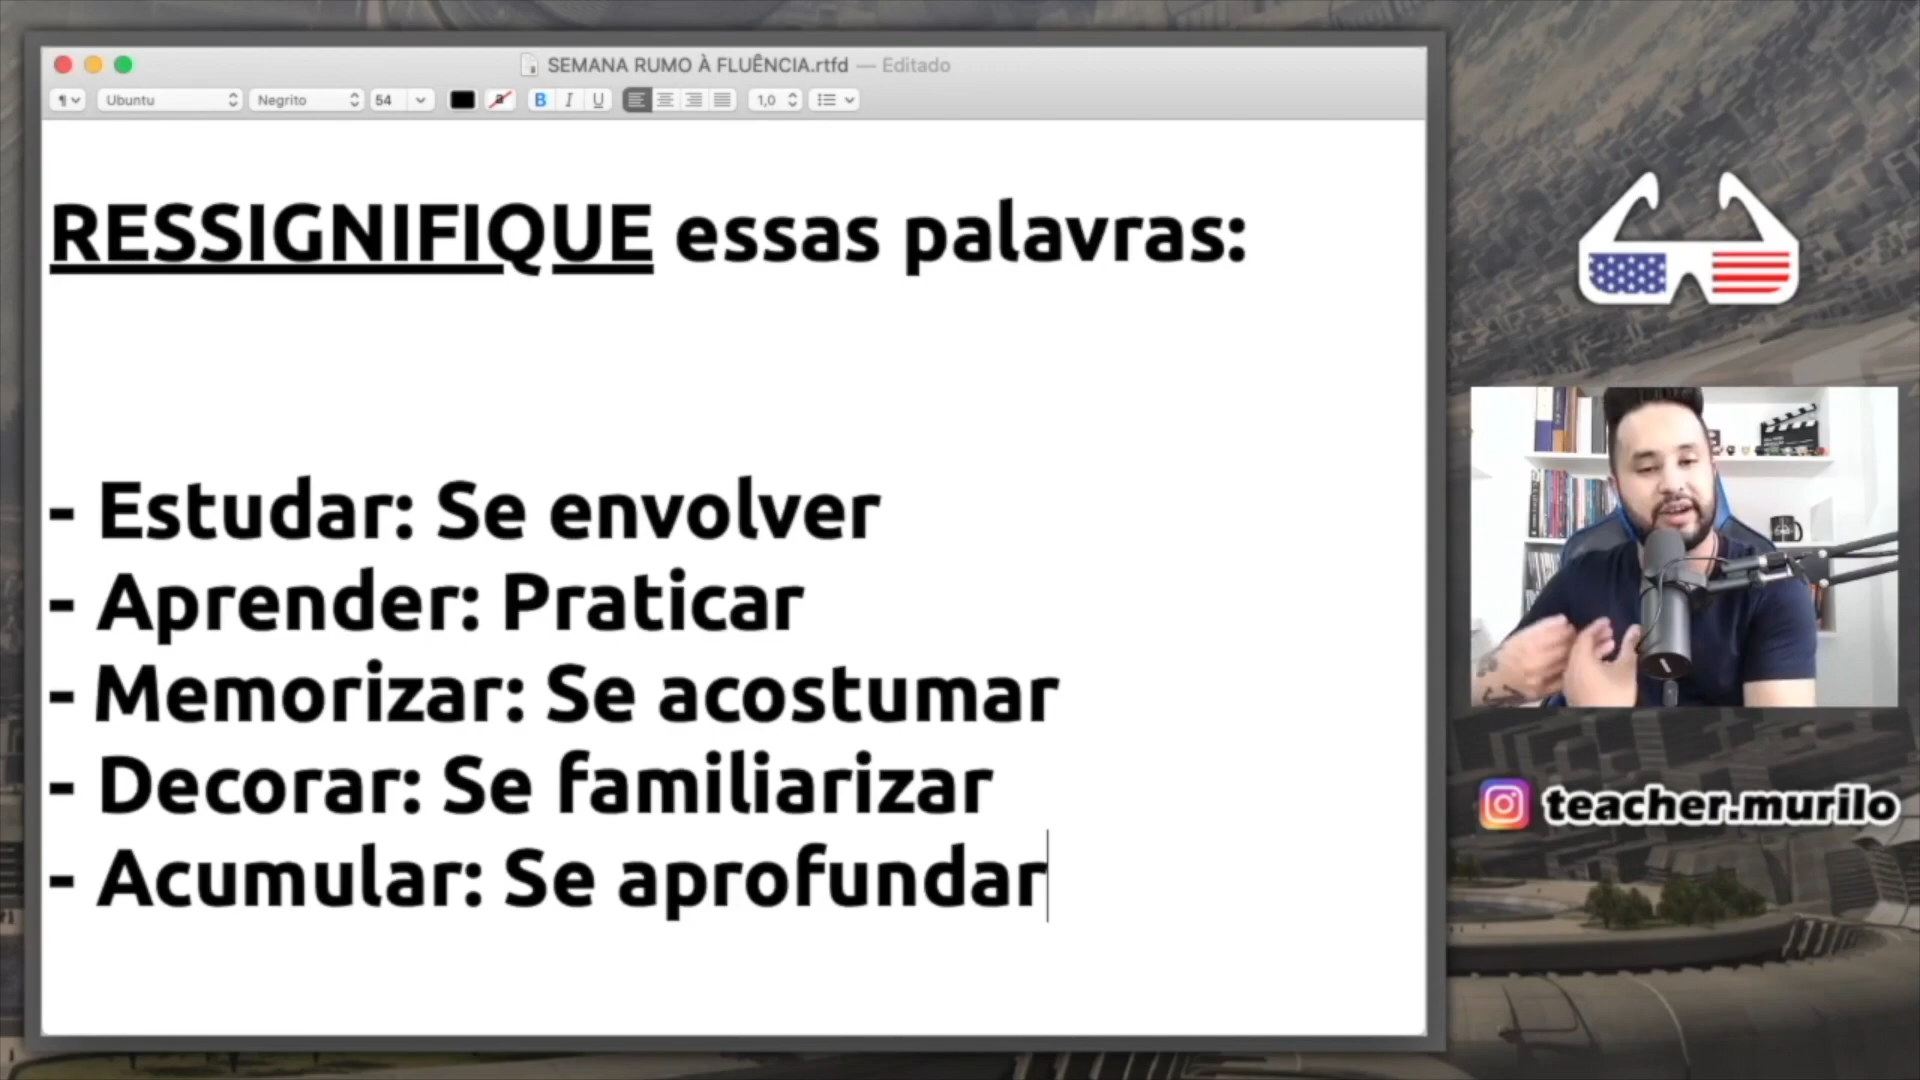 SEMANA RUMO À FLUÊNCIA.rtfd — Editado
Ubuntu Negrito 54 B I U 1,0
RESSIGNIFIQUE essas palavras:
- Estudar: Se envolver
- Aprender: Praticar
- Memorizar: Se acostumar
- Decorar: Se familiarizar
- Acumular: Se aprofundar
teacher.murilo